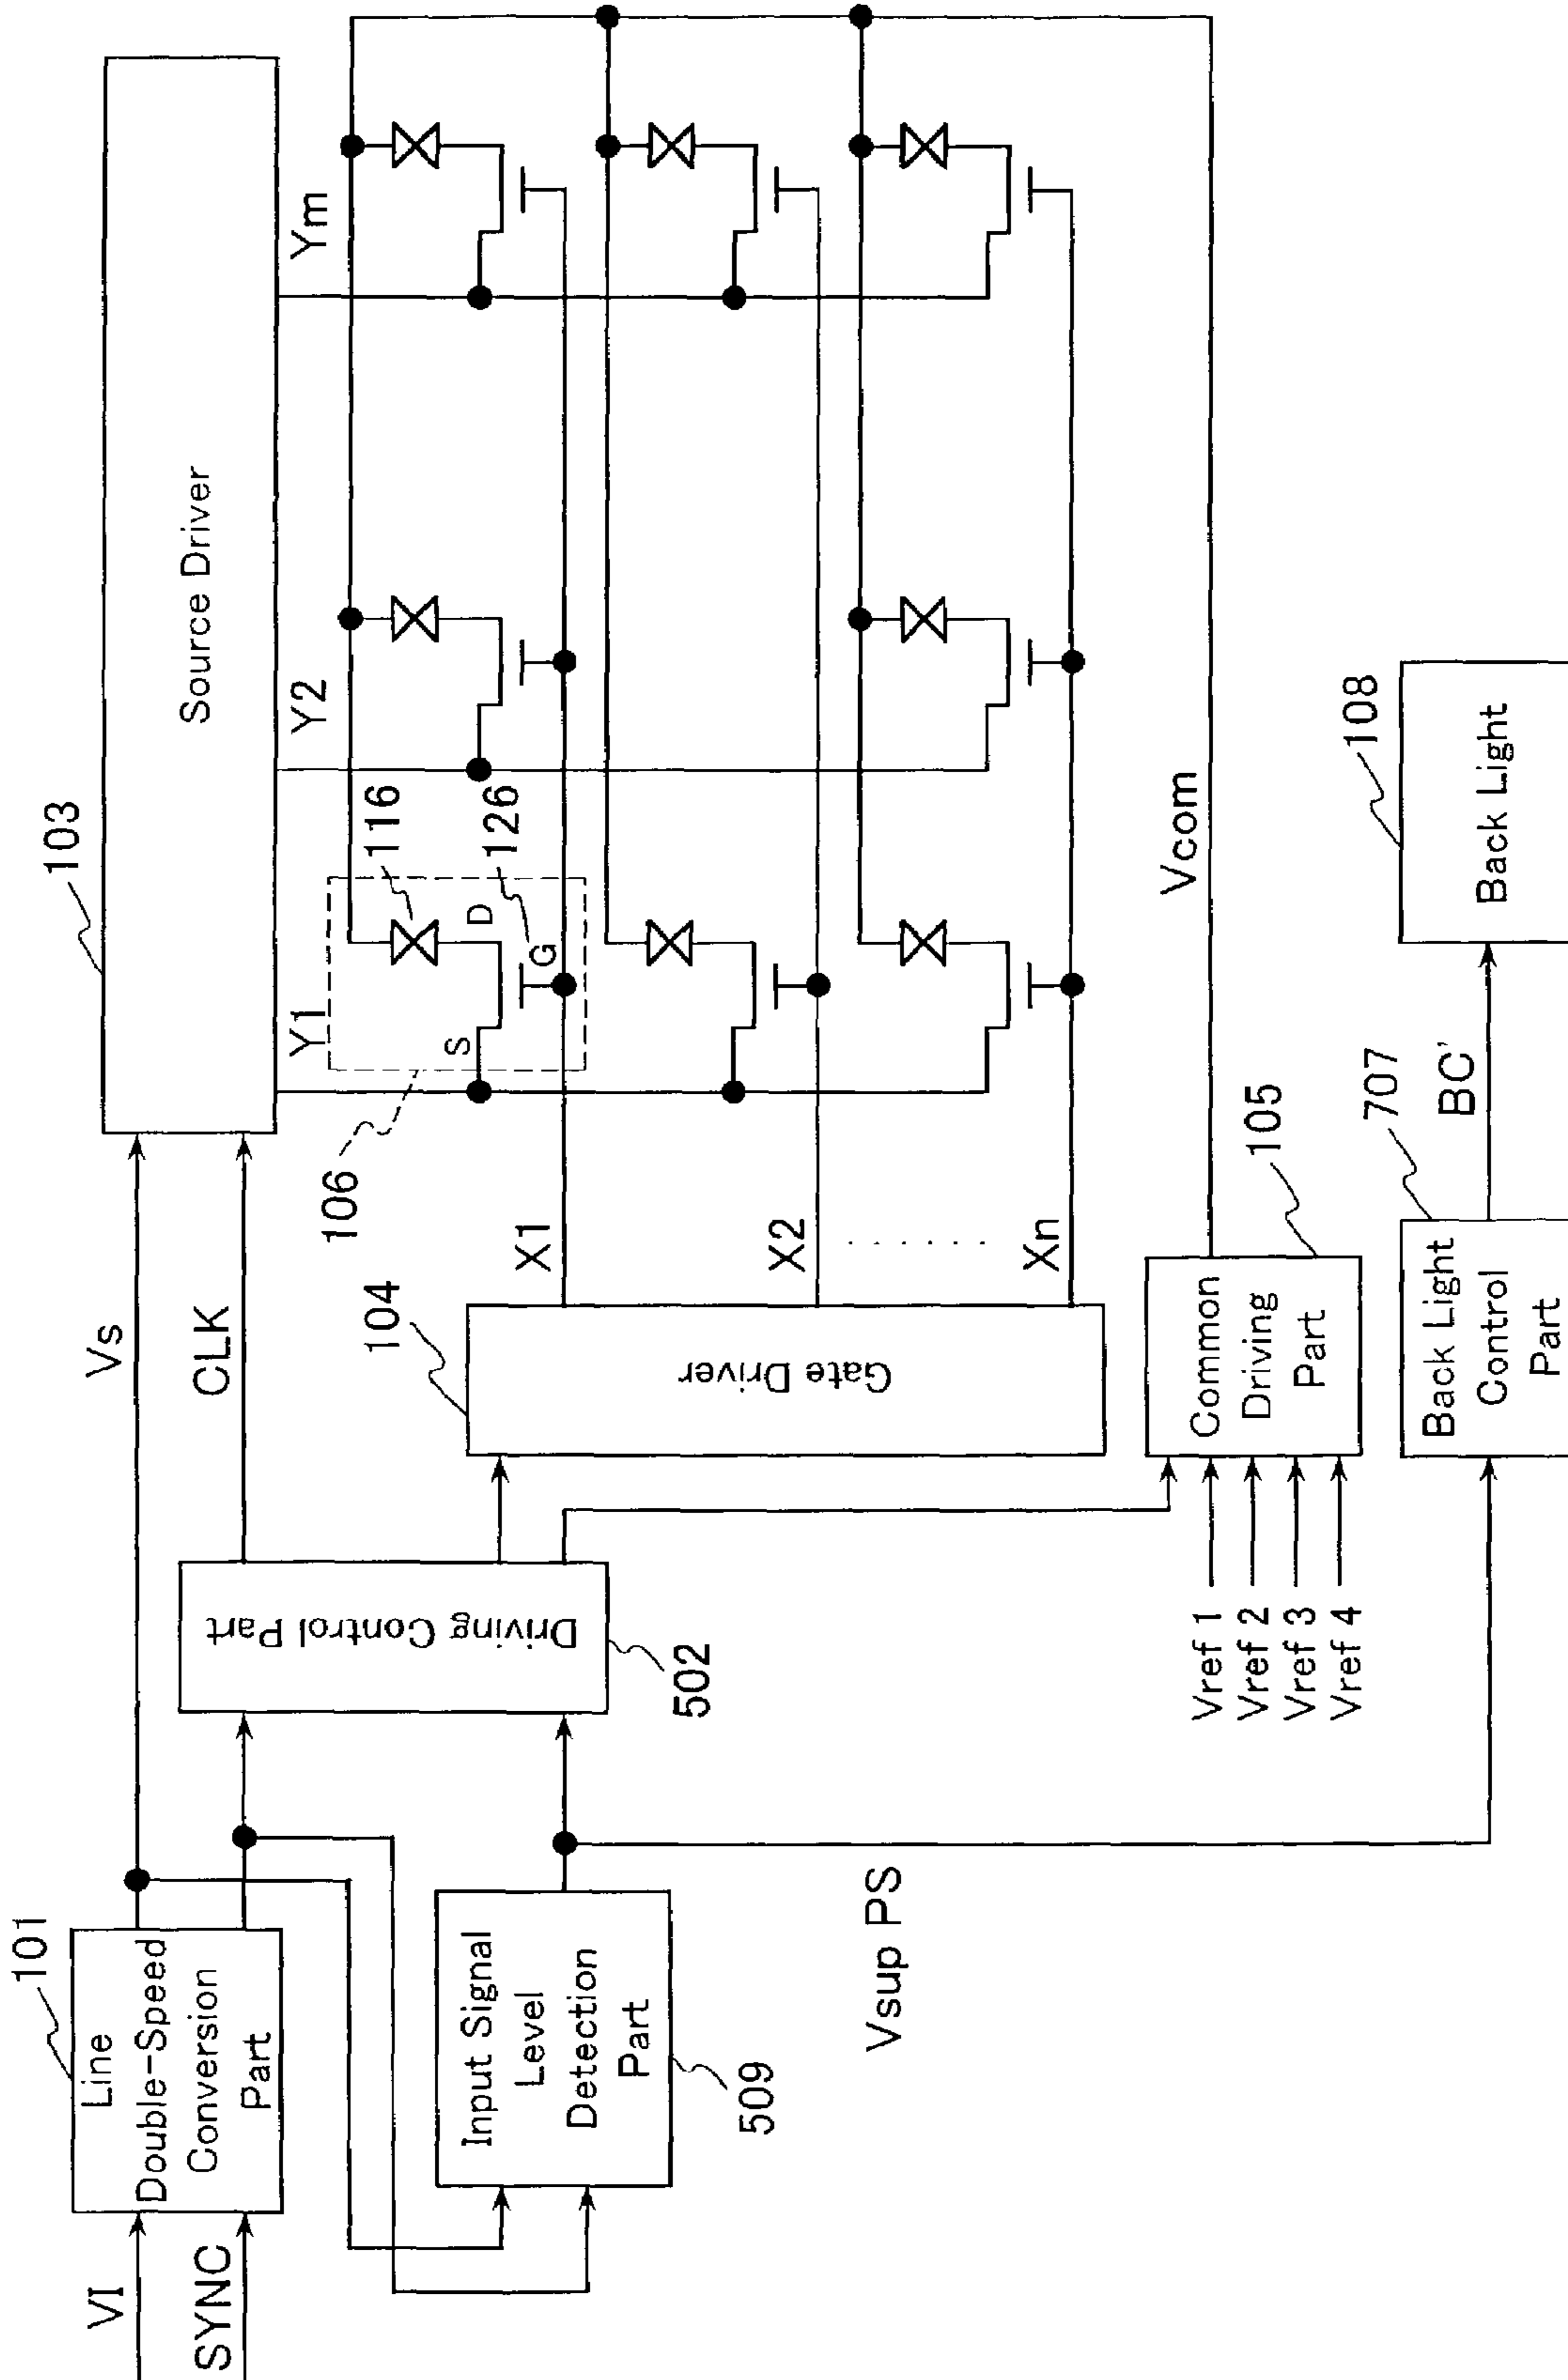 VI
SYNC
101
Line
Double-Speed
Conversion
Part
Vs
CLK
103
Source Driver
Input Signal
Level
Detection
Part
509
Vsup PS
Driving Control Part
502
104
Gate Driver
X1
X2
. . . . . . .
Xn
106
Y1
Y2
Ym
S
D
G
116
126
Vref 1
Vref 2
Vref 3
Vref 4
Common
Driving
Part
105
Vcom
Back Light
Control
Part
707
BC'
Back Light
108